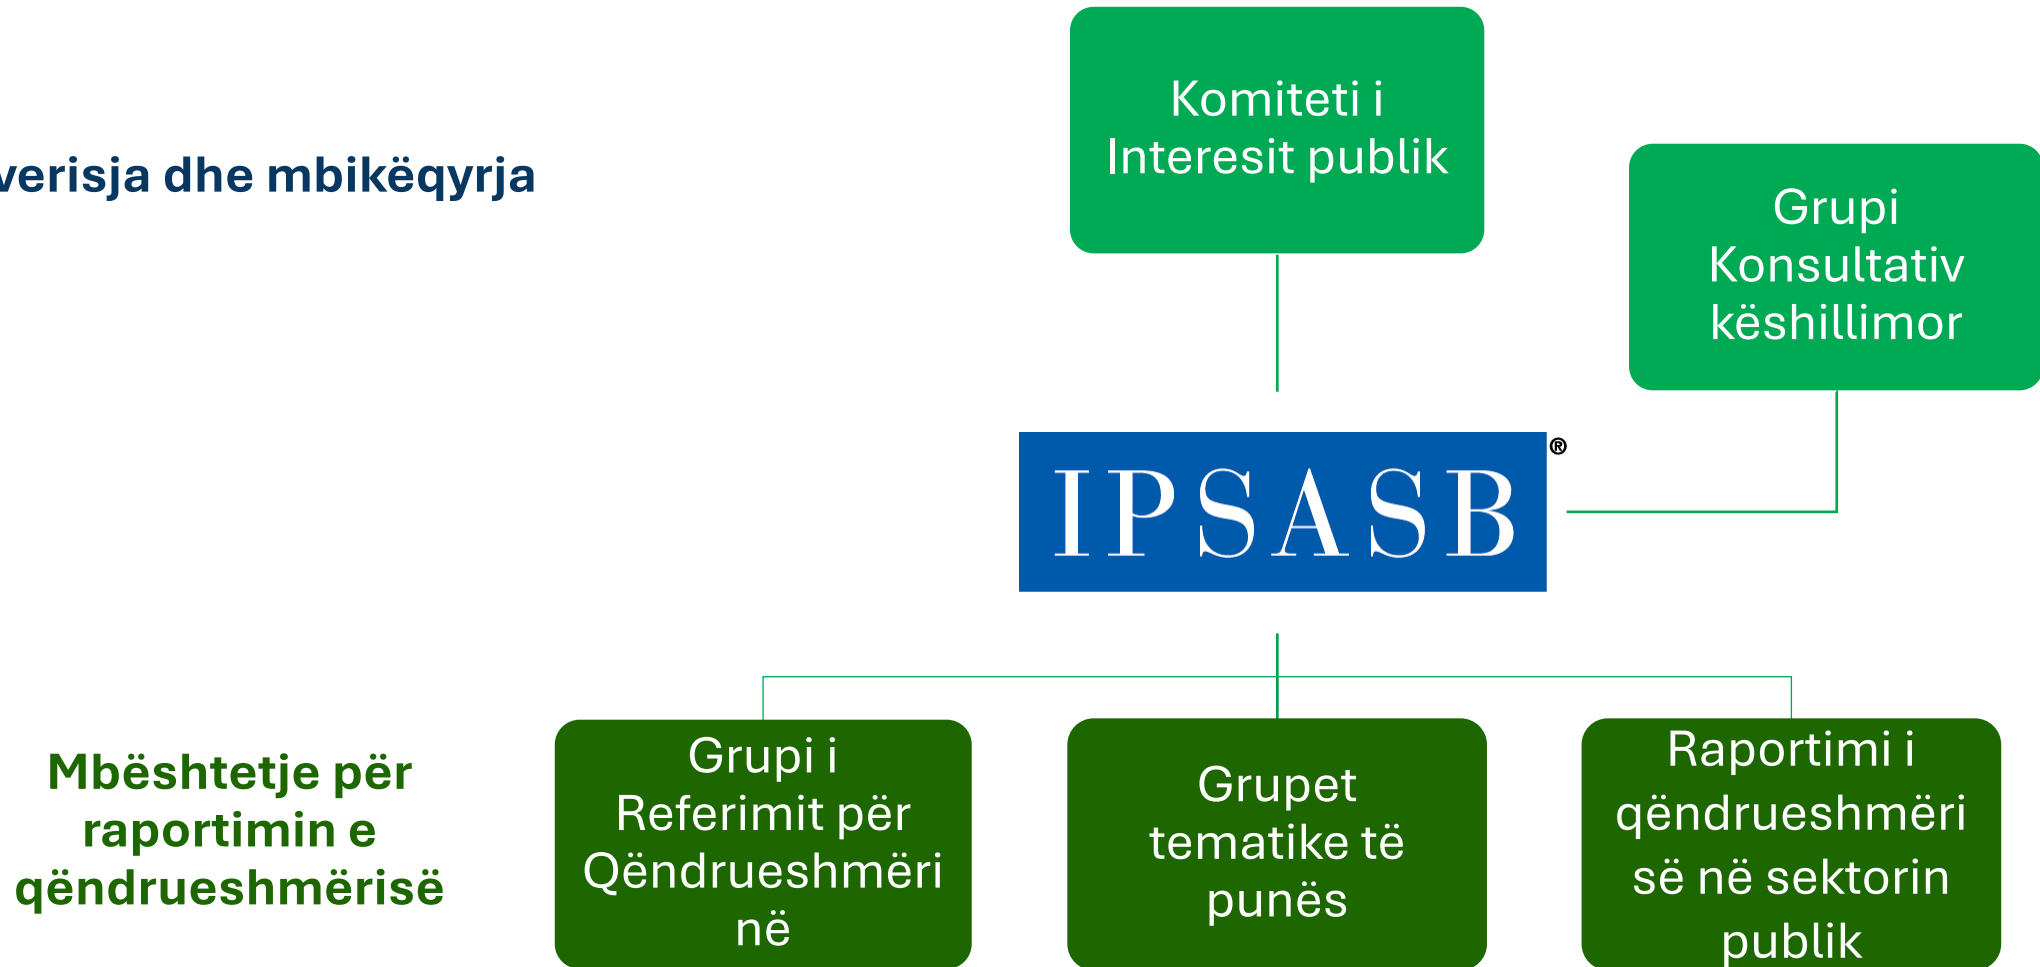 Komiteti i
Interesit publik
verisja dhe mbikëqyrja
Grupi
Konsultativ
këshillimor
IPSASB®
Mbështetje për
raportimin e
qëndrueshmërisë
Grupi i
Referimit për
Qëndrueshmëri
në
Grupet
tematike të
punës
Raportimi i
qëndrueshmëri
së në sektorin
publik